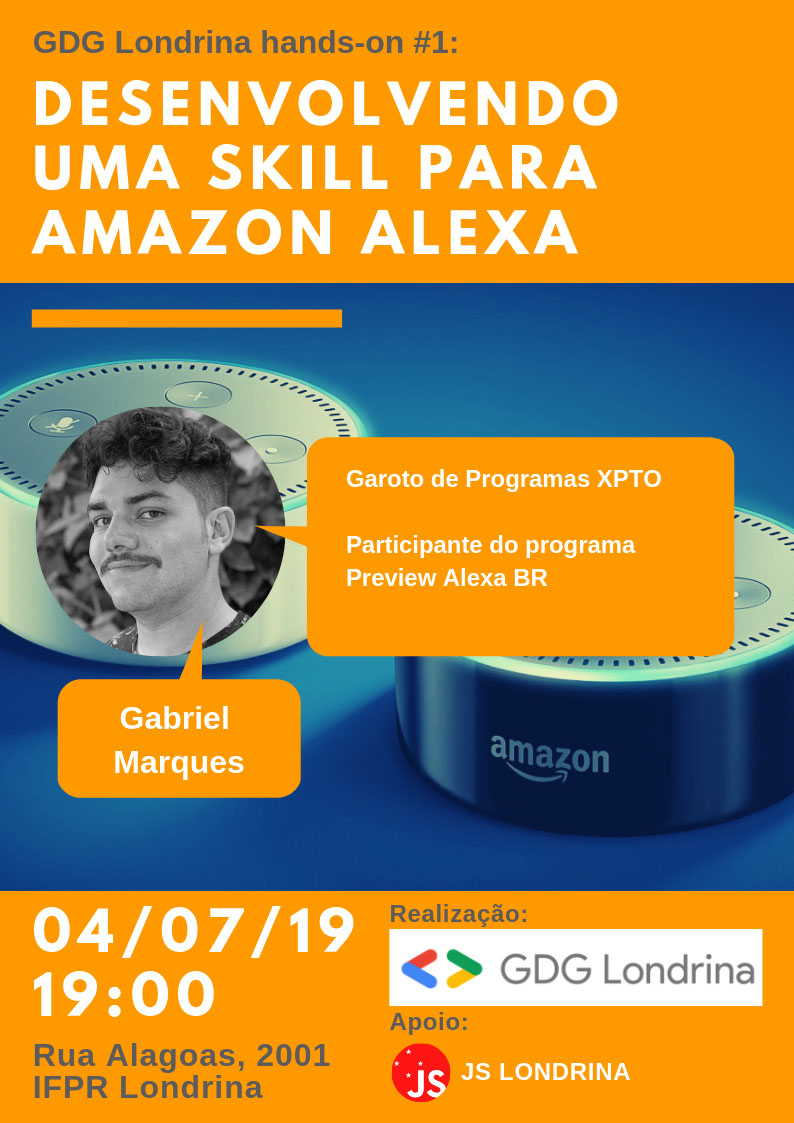 GDG Londrina hands-on #1:
DESENVOLVENDO
UMA SKILL PARA
AMAZON ALEXA
Garoto de Programas XPTO
Participante do programa
Preview Alexa BR
Gabriel
Marques
amazon
04/07/19
19:00
Rua Alagoas, 2001
IFPR Londrina
Realização:
GDG Londrina
Apoio:
JS
JS LONDRINA